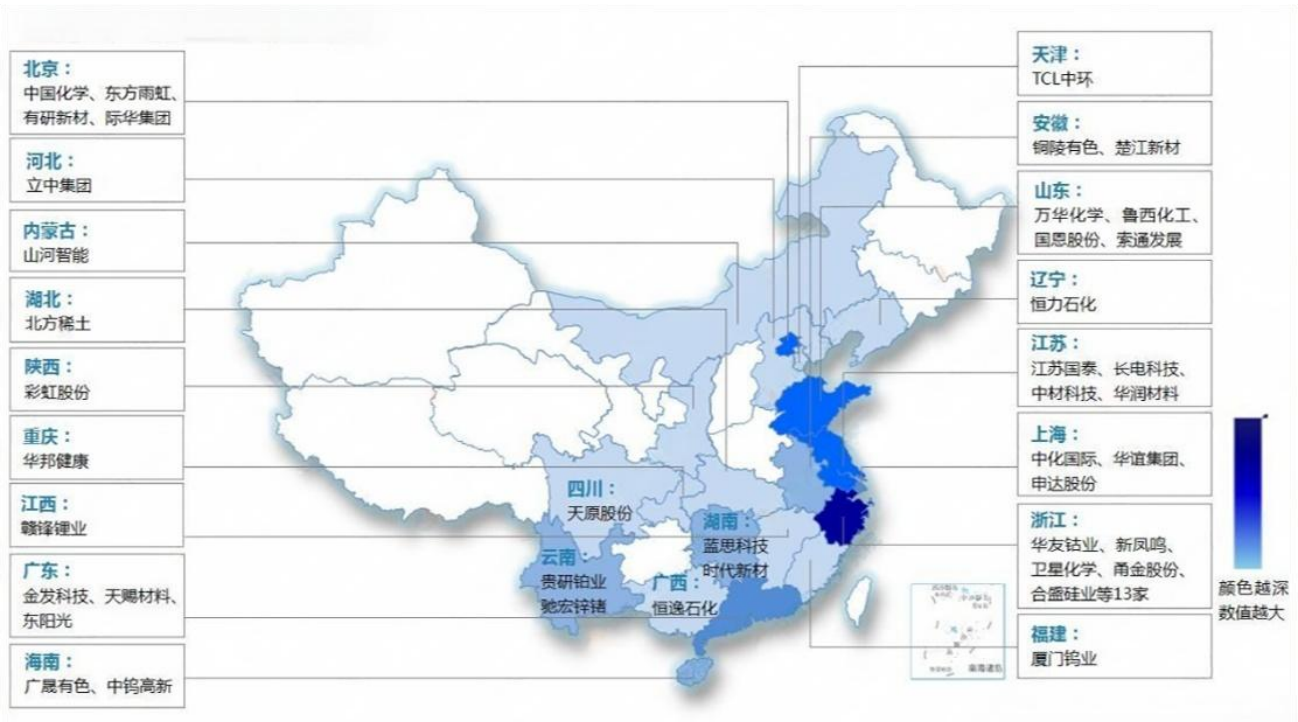 北京：
中国化学、东方雨虹、
有研新材、际华集团
河北：
立中集团
内蒙古：
山河智能
湖北：
北方稀土
陕西：
彩虹股份
重庆：
华邦健康
江西：
赣锋锂业
广东：
金发科技、天赐材料、
东阳光
海南：
广晟有色、中钨高新
四川：
天原股份
云南：
贵研铂业
驰宏锌锗
湖南：
蓝思科技
时代新材
广西：
恒逸石化
天津：
TCL中环
安徽：
铜陵有色、楚江新材
山东：
万华化学、鲁西化工、
国恩股份、索通发展
辽宁：
恒力石化
江苏：
江苏国泰、长电科技、
中材科技、华润材料
上海：
中化国际、华谊集团、
申达股份
浙江：
华友钴业、新凤鸣、
卫星化学、甬金股份、
合盛硅业等13家
福建：
厦门钨业
颜色越深
数值越大
南海诸岛